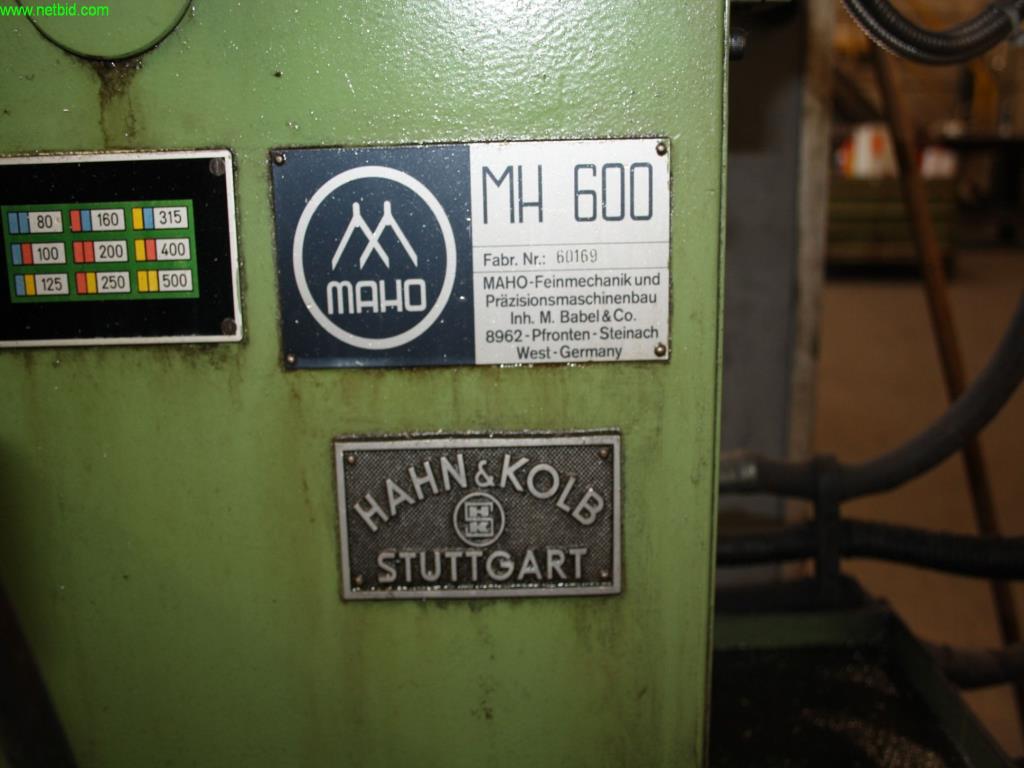 www.netbid.com
80 160 315
100 200 400
125 250 500
MAHO
MH 600
Fabr. Nr.: 60169
MAHO-Feinmechanik und
Präzisionsmaschinenbau
Inh. M. Babel & Co.
8962-Pfronten-Steinach
West-Germany
HAHN & KOLB
HK
STUTTGART